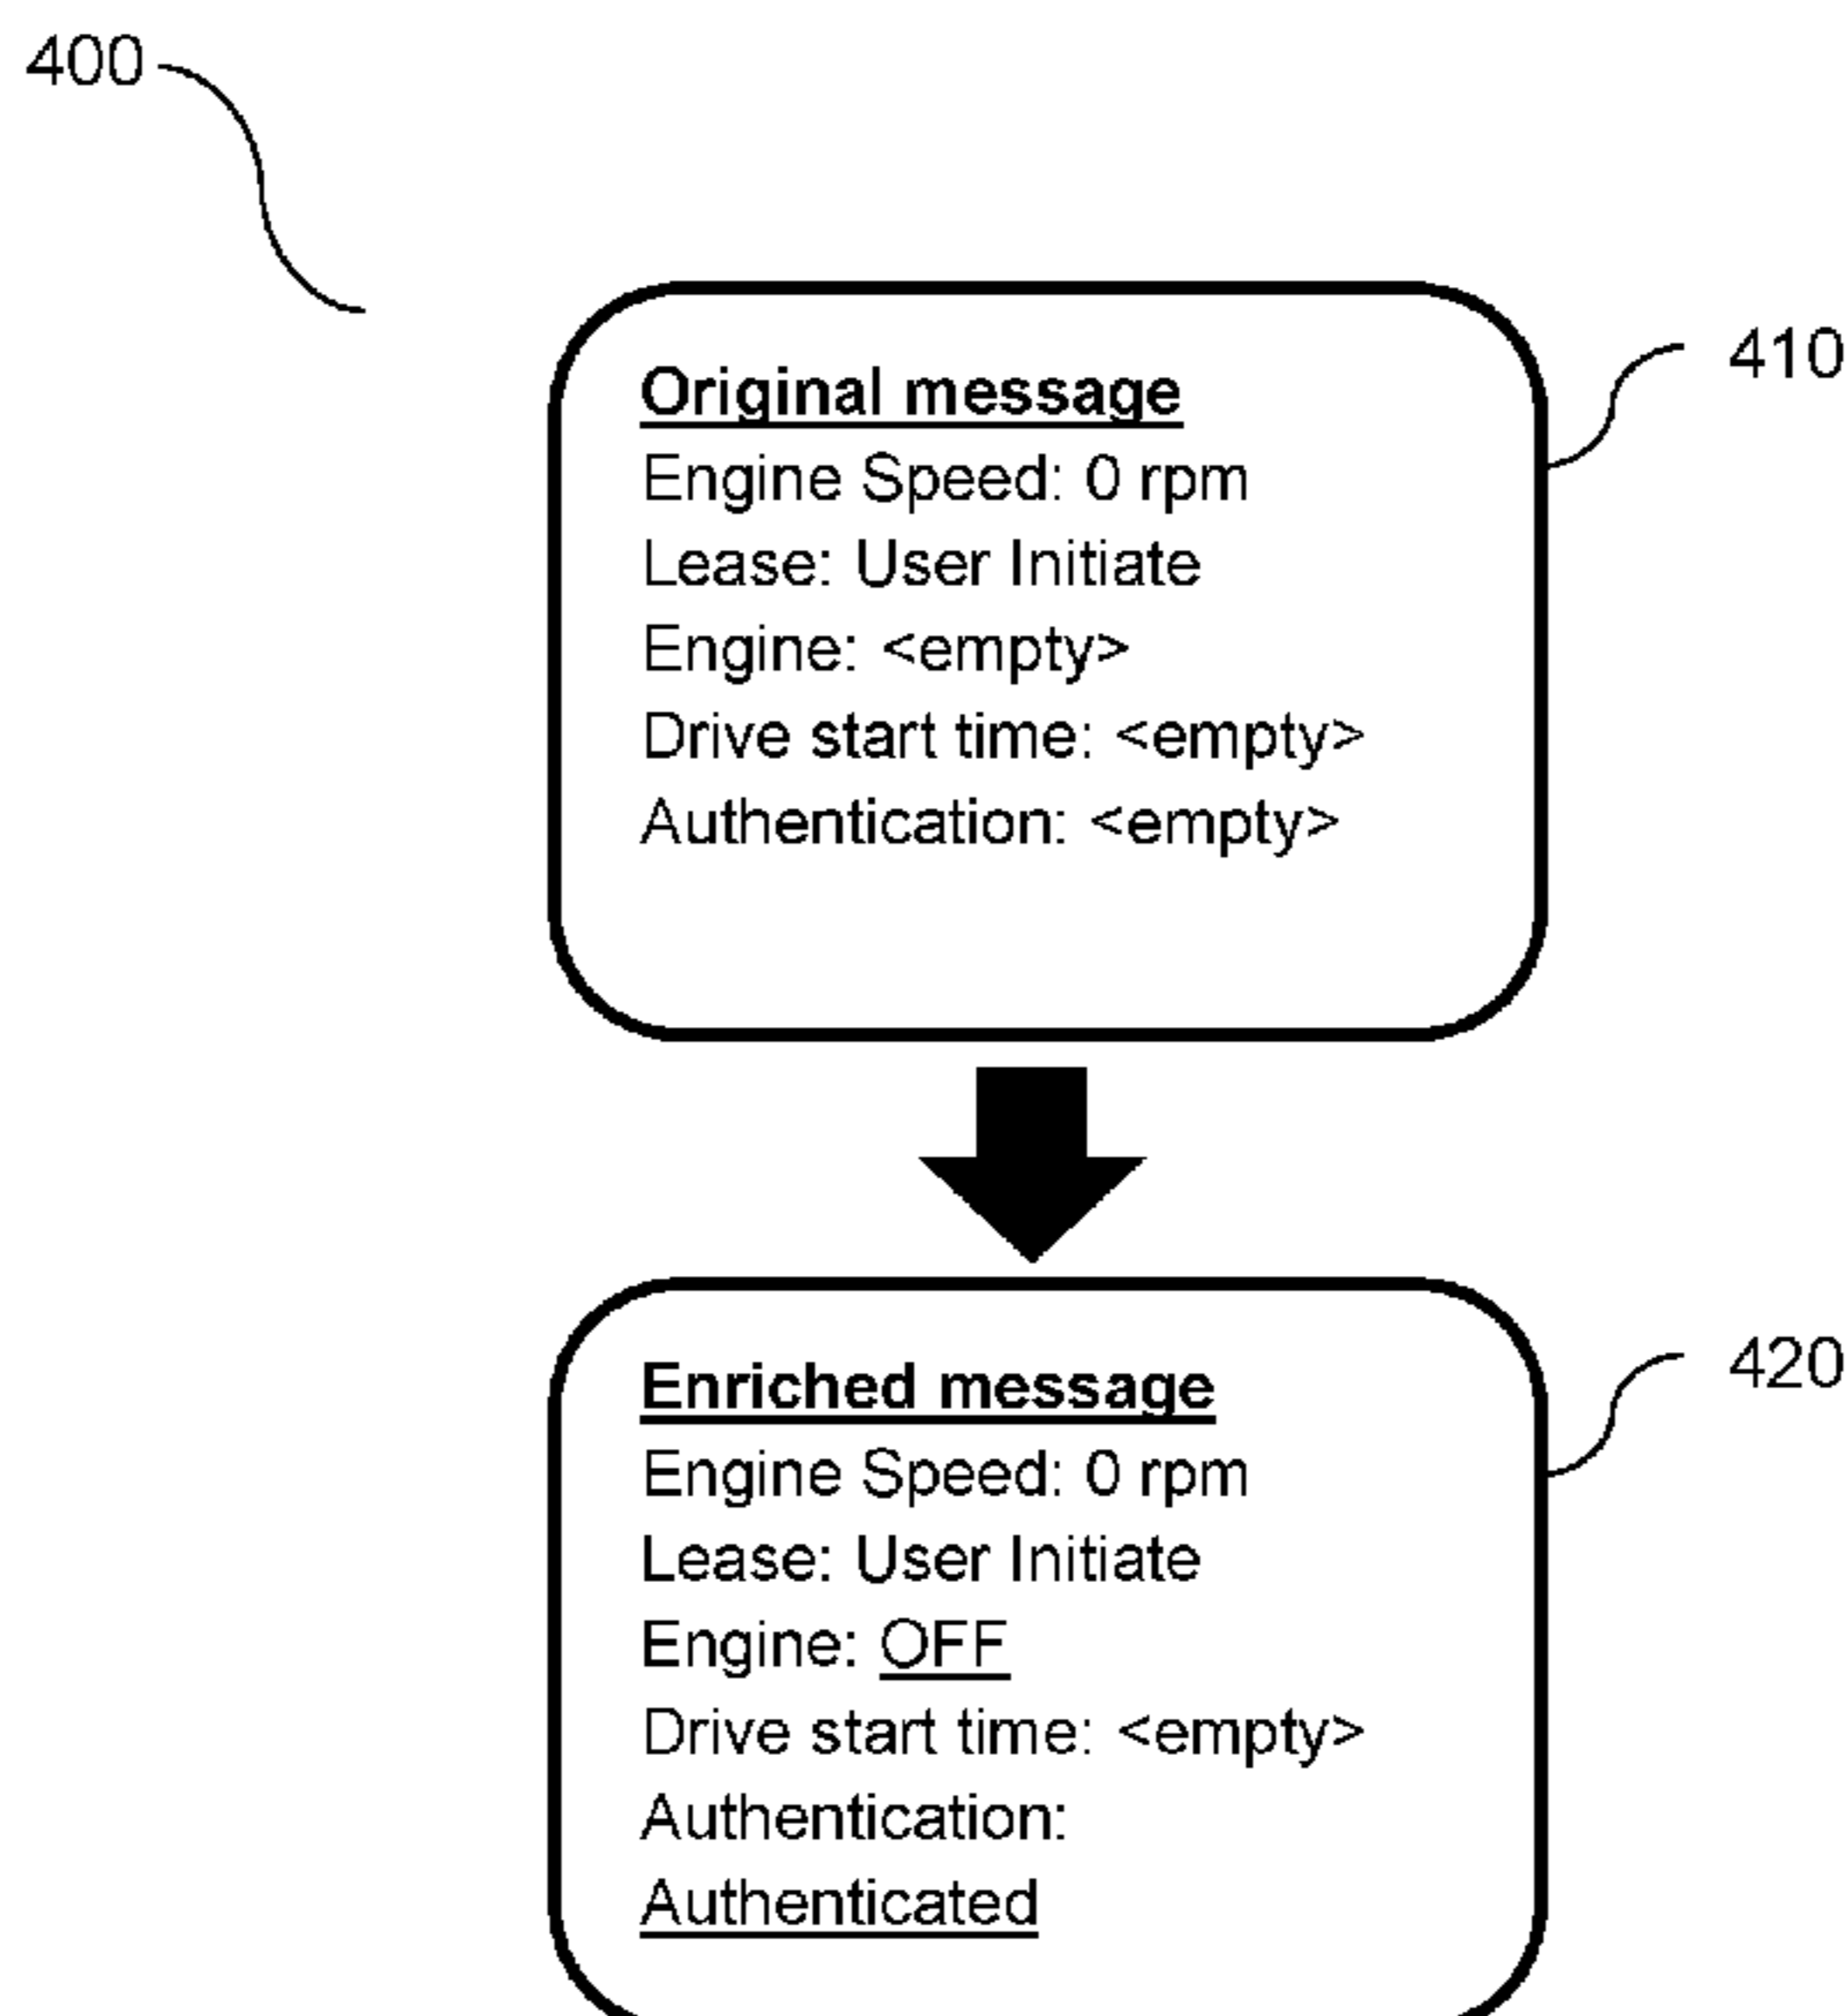 400
410
Original message
Engine Speed: 0 rpm
Lease: User Initiate
Engine: <empty>
Drive start time: <empty>
Authentication: <empty>
420
Enriched message
Engine Speed: 0 rpm
Lease: User Initiate
Engine: OFF
Drive start time: <empty>
Authentication:
Authenticated